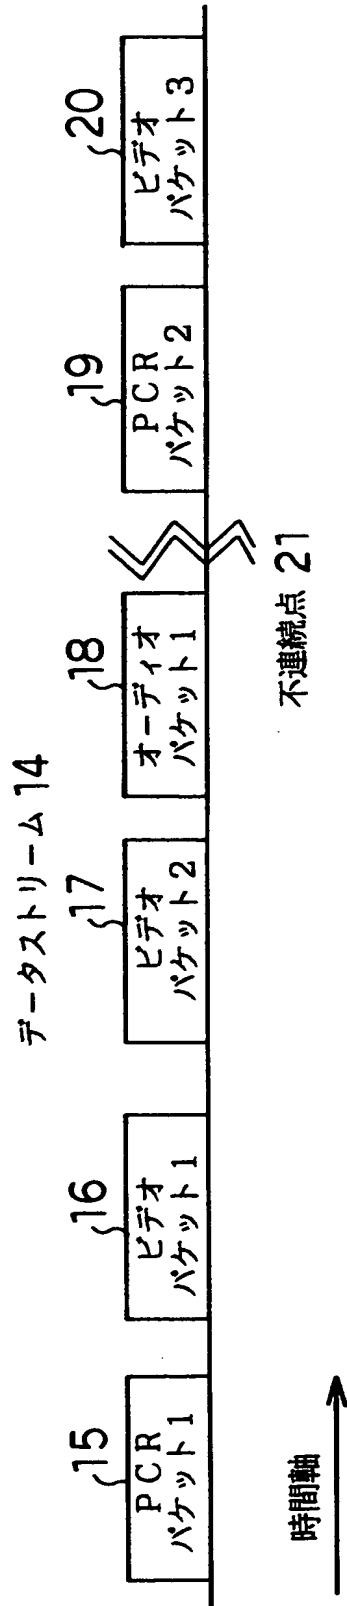 データストリーム 14
15
PCR
パケット1
16
ビデオ
パケット1
17
ビデオ
パケット2
18
オーディオ
パケット1
19
PCR
パケット2
20
ビデオ
パケット3
不連続点 21
時間軸